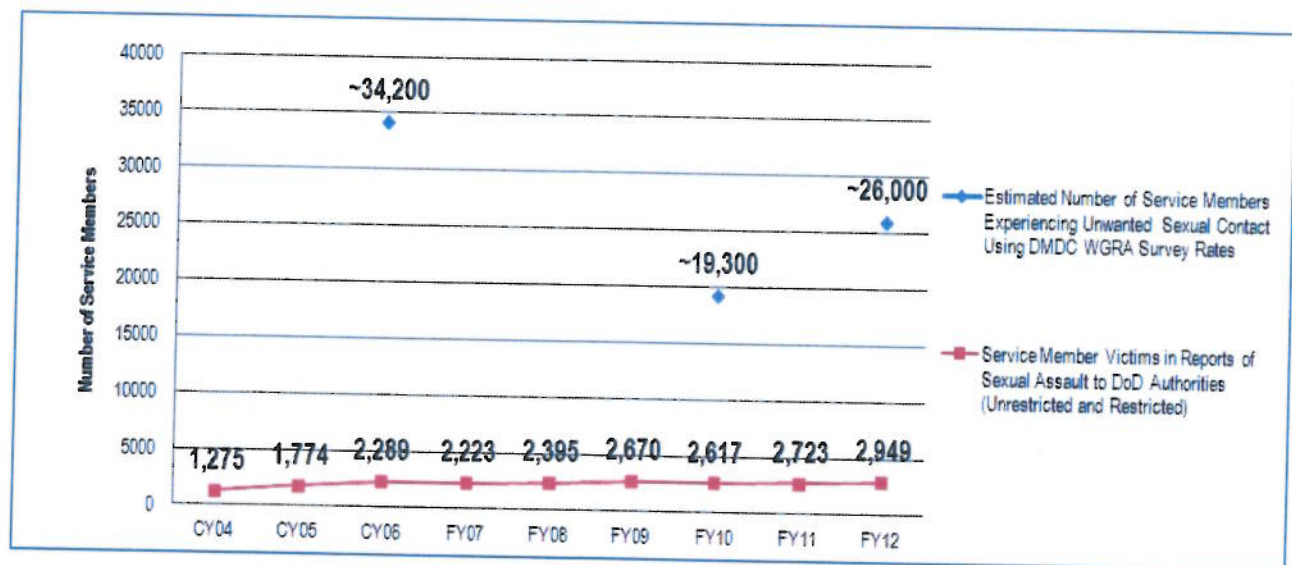 40000
35000
30000
25000
20000
15000
10000
5000
0
Number of Service Members
~34,200
~19,300
~26,000
1,275
1,774
2,289
2,223
2,395
2,670
2,617
2,723
2,949
CY04
CY05
CY06
FY07
FY08
FY09
FY10
FY11
FY12
Estimated Number of Service Members
Experiencing Unwanted Sexual Contact
Using DMDC WGRA Survey Rates
Service Member Victims in Reports of
Sexual Assault to DoD Authorities
(Unrestricted and Restricted)